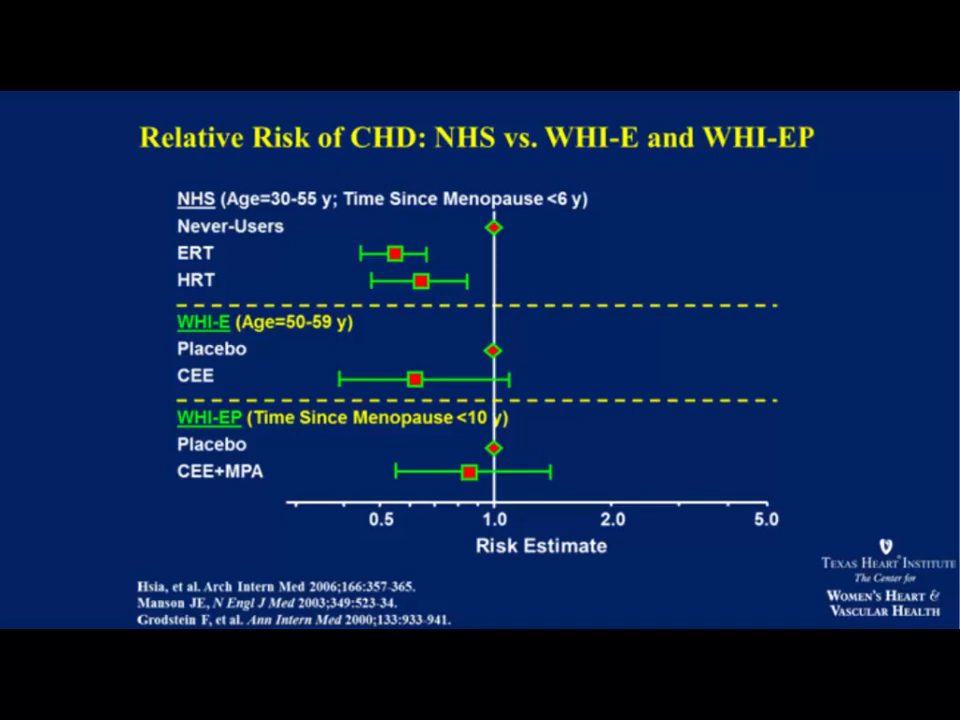 Relative Risk of CHD: NHS vs. WHI-E and WHI-EP
NHS (Age=30-55 y; Time Since Menopause <6 y)
Never-Users
ERT
HRT
WHI-E (Age=50-59 y)
Placebo
CEE
WHI-EP (Time Since Menopause <10 y)
Placebo
CEE+MPA
0.5 1.0 2.0 5.0
Risk Estimate
Hsia, et al. Arch Intern Med 2006;166:357-365.
Manson JE, N Engl J Med 2003;349:523-34.
Grodstein F, et al. Ann Intern Med 2000;133:933-941.
TEXAS HEART® INSTITUTE
The Center for
WOMEN'S HEART &
VASCULAR HEALTH